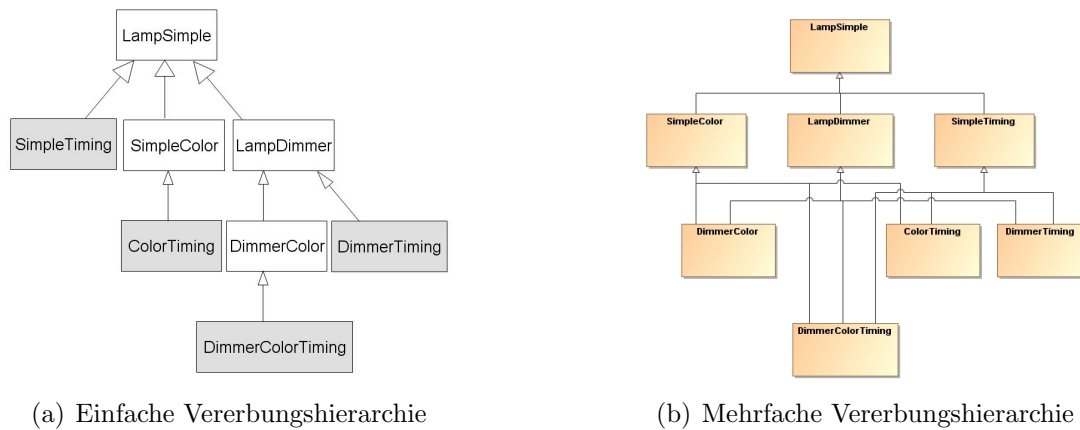 LampSimple
SimpleTiming
SimpleColor
LampDimmer
ColorTiming
DimmerColor
DimmerTiming
DimmerColorTiming
(a) Einfache Vererbungshierarchie
LampSimple
SimpleColor
LampDimmer
SimpleTiming
DimmerColor
ColorTiming
DimmerTiming
DimmerColorTiming
(b) Mehrfache Vererbungshierarchie